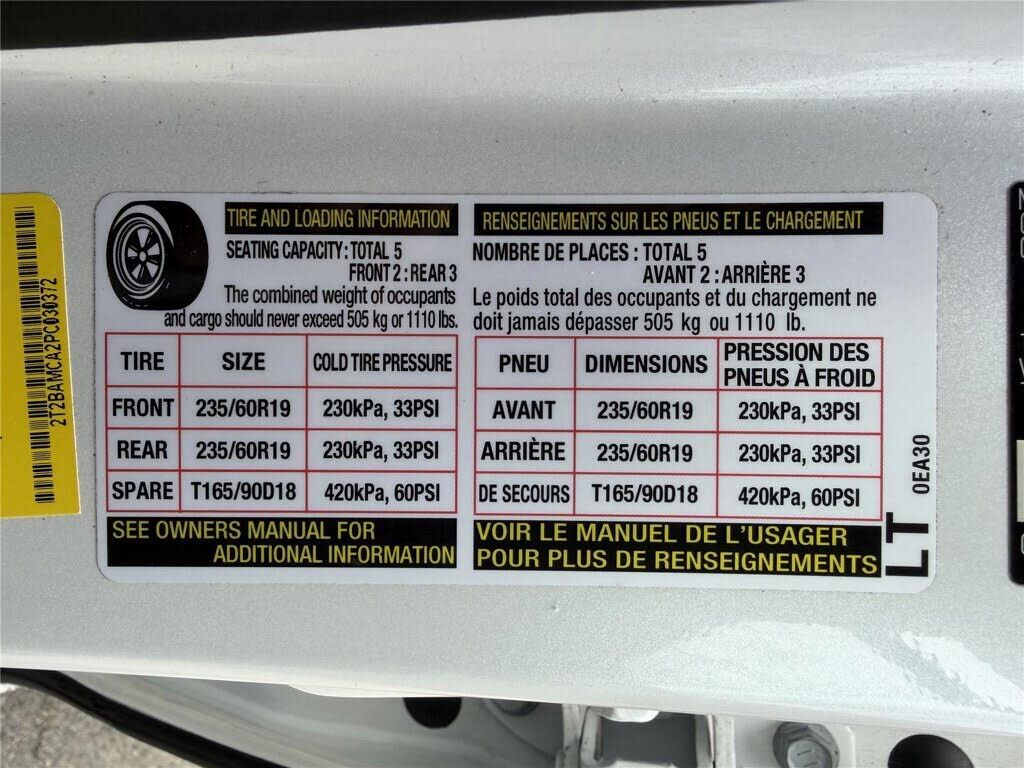 2T2BAMCA2PC030372
TIRE AND LOADING INFORMATION
SEATING CAPACITY: TOTAL 5
FRONT 2 : REAR 3
The combined weight of occupants
and cargo should never exceed 505 kg or 1110 lbs.
TIRE SIZE COLD TIRE PRESSURE
FRONT 235/60R19 230kPa, 33PSI
REAR 235/60R19 230kPa, 33PSI
SPARE T165/90D18 420kPa, 60PSI
SEE OWNERS MANUAL FOR
ADDITIONAL INFORMATION
RENSEIGNEMENTS SUR LES PNEUS ET LE CHARGEMENT
NOMBRE DE PLACES : TOTAL 5
AVANT 2 : ARRIÈRE 3
Le poids total des occupants et du chargement ne
doit jamais dépasser 505 kg ou 1110 lb.
PNEU DIMENSIONS PRESSION DES
PNEUS À FROID
AVANT 235/60R19 230kPa, 33PSI
ARRIÈRE 235/60R19 230kPa, 33PSI
DE SECOURS T165/90D18 420kPa, 60PSI
VOIR LE MANUEL DE L'USAGER
POUR PLUS DE RENSEIGNEMENTS
0EA30
LT